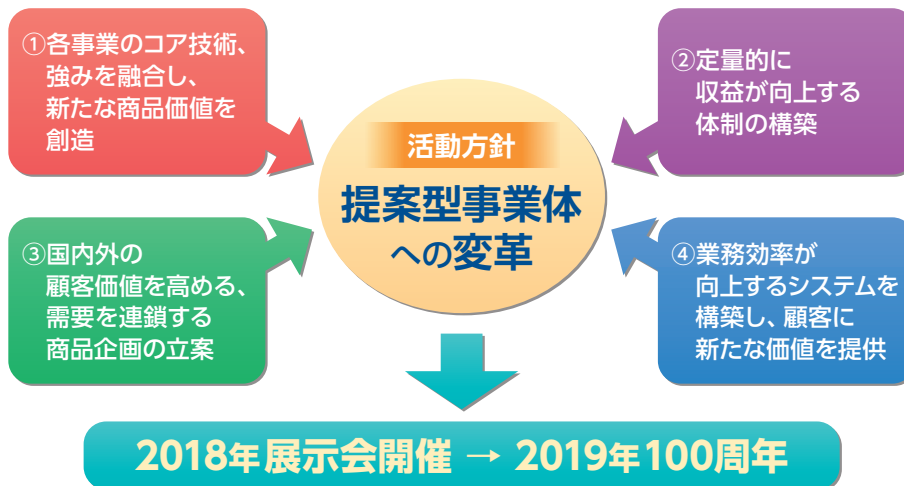 ①各事業のコア技術、
強みを融合し、
新たな商品価値を
創造
②定量的に
収益が向上する
体制の構築
活動方針
提案型事業体
への変革
③国内外の
顧客価値を高める、
需要を連鎖する
商品企画の立案
④業務効率が
向上するシステムを
構築し、顧客に
新たな価値を提供
2018年展示会開催 → 2019年100周年